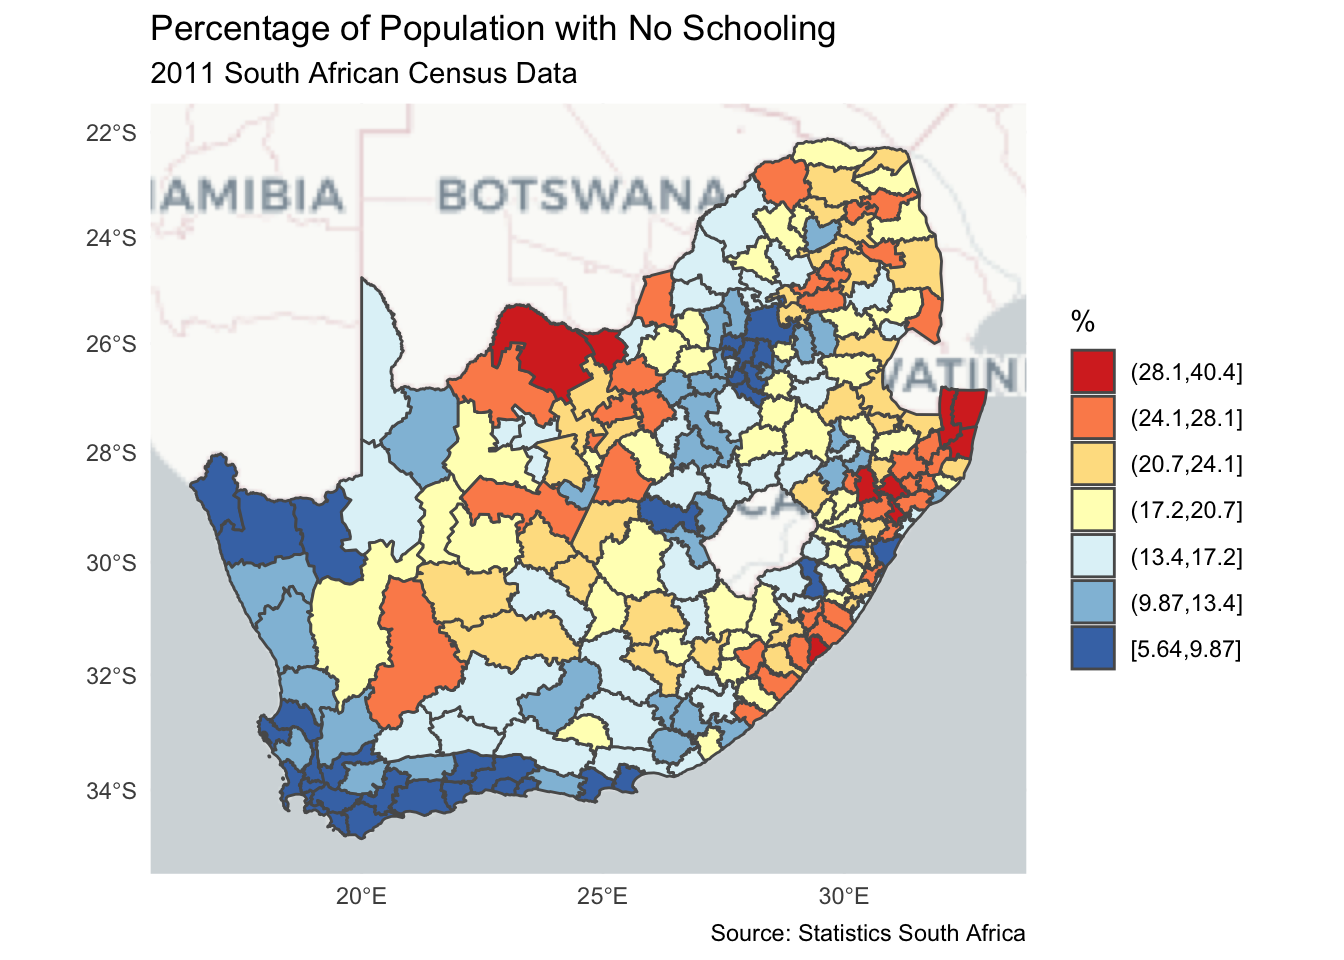 Percentage of Population with No Schooling
2011 South African Census Data
22°S
24°S
26°S
28°S
30°S
32°S
34°S
AMIBIA
BOTSWANA
VATINI
CA
20°E
25°E
30°E
%
(28.1,40.4]
(24.1,28.1]
(20.7,24.1]
(17.2,20.7]
(13.4,17.2]
(9.87,13.4]
[5.64,9.87]
Source: Statistics South Africa